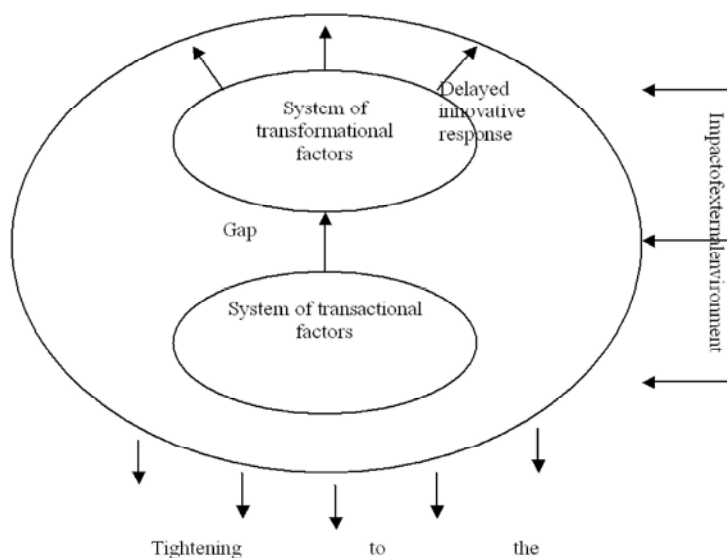 System of
transformational
factors
Delayed
innovative
response
Gap
System of transactional
factors
Impactofexternalenvironment
Tightening to the